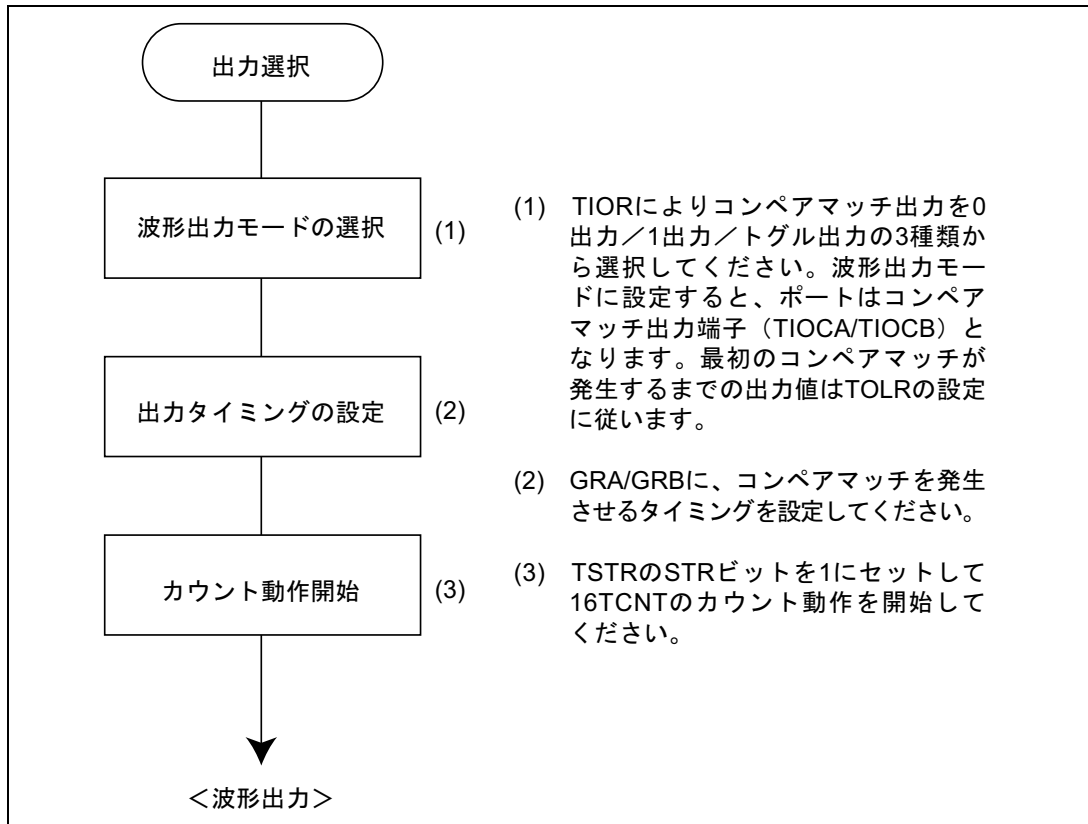 出力選択
波形出力モードの選択
(1)
出力タイミングの設定
(2)
カウント動作開始
(3)
＜波形出力＞
(1) TIORによりコンペアマッチ出力を0
出力／1出力／トグル出力の3種類か
ら選択してください。波形出力モー
ドに設定すると、ポートはコンペア
マッチ出力端子（TIOCA/TIOCB）と
なります。最初のコンペアマッチが
発生するまでの出力値はTOLRの設定
に従います。
(2) GRA/GRBに、コンペアマッチを発生
させるタイミングを設定してください。
(3) TSTRのSTRビットを1にセットして
16TCNTのカウント動作を開始して
ください。